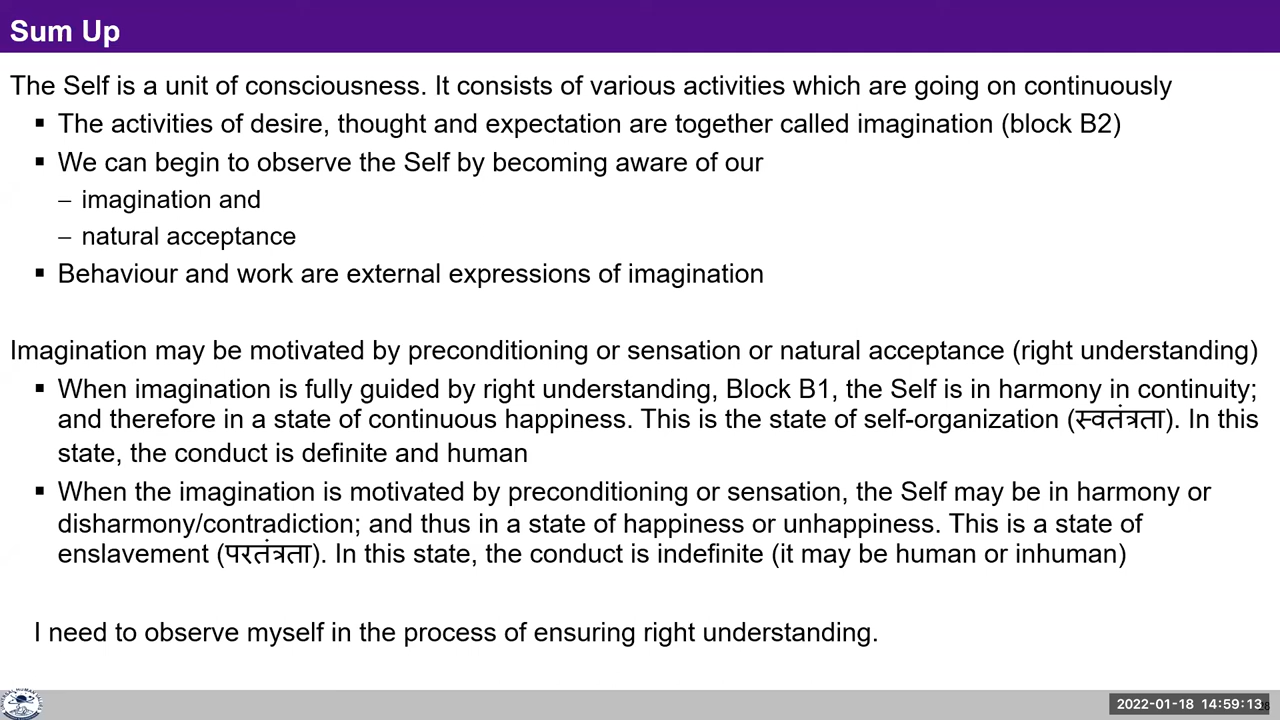 Sum Up
The Self is a unit of consciousness. It consists of various activities which are going on continuously
▪ The activities of desire, thought and expectation are together called imagination (block B2)
▪ We can begin to observe the Self by becoming aware of our
– imagination and
– natural acceptance
▪ Behaviour and work are external expressions of imagination
Imagination may be motivated by preconditioning or sensation or natural acceptance (right understanding)
▪ When imagination is fully guided by right understanding, Block B1, the Self is in harmony in continuity;
and therefore in a state of continuous happiness. This is the state of self-organization (स्वतंत्रता). In this
state, the conduct is definite and human
▪ When the imagination is motivated by preconditioning or sensation, the Self may be in harmony or
disharmony/contradiction; and thus in a state of happiness or unhappiness. This is a state of
enslavement (परतंत्रता). In this state, the conduct is indefinite (it may be human or inhuman)
I need to observe myself in the process of ensuring right understanding.
2022-01-18 14:59:13